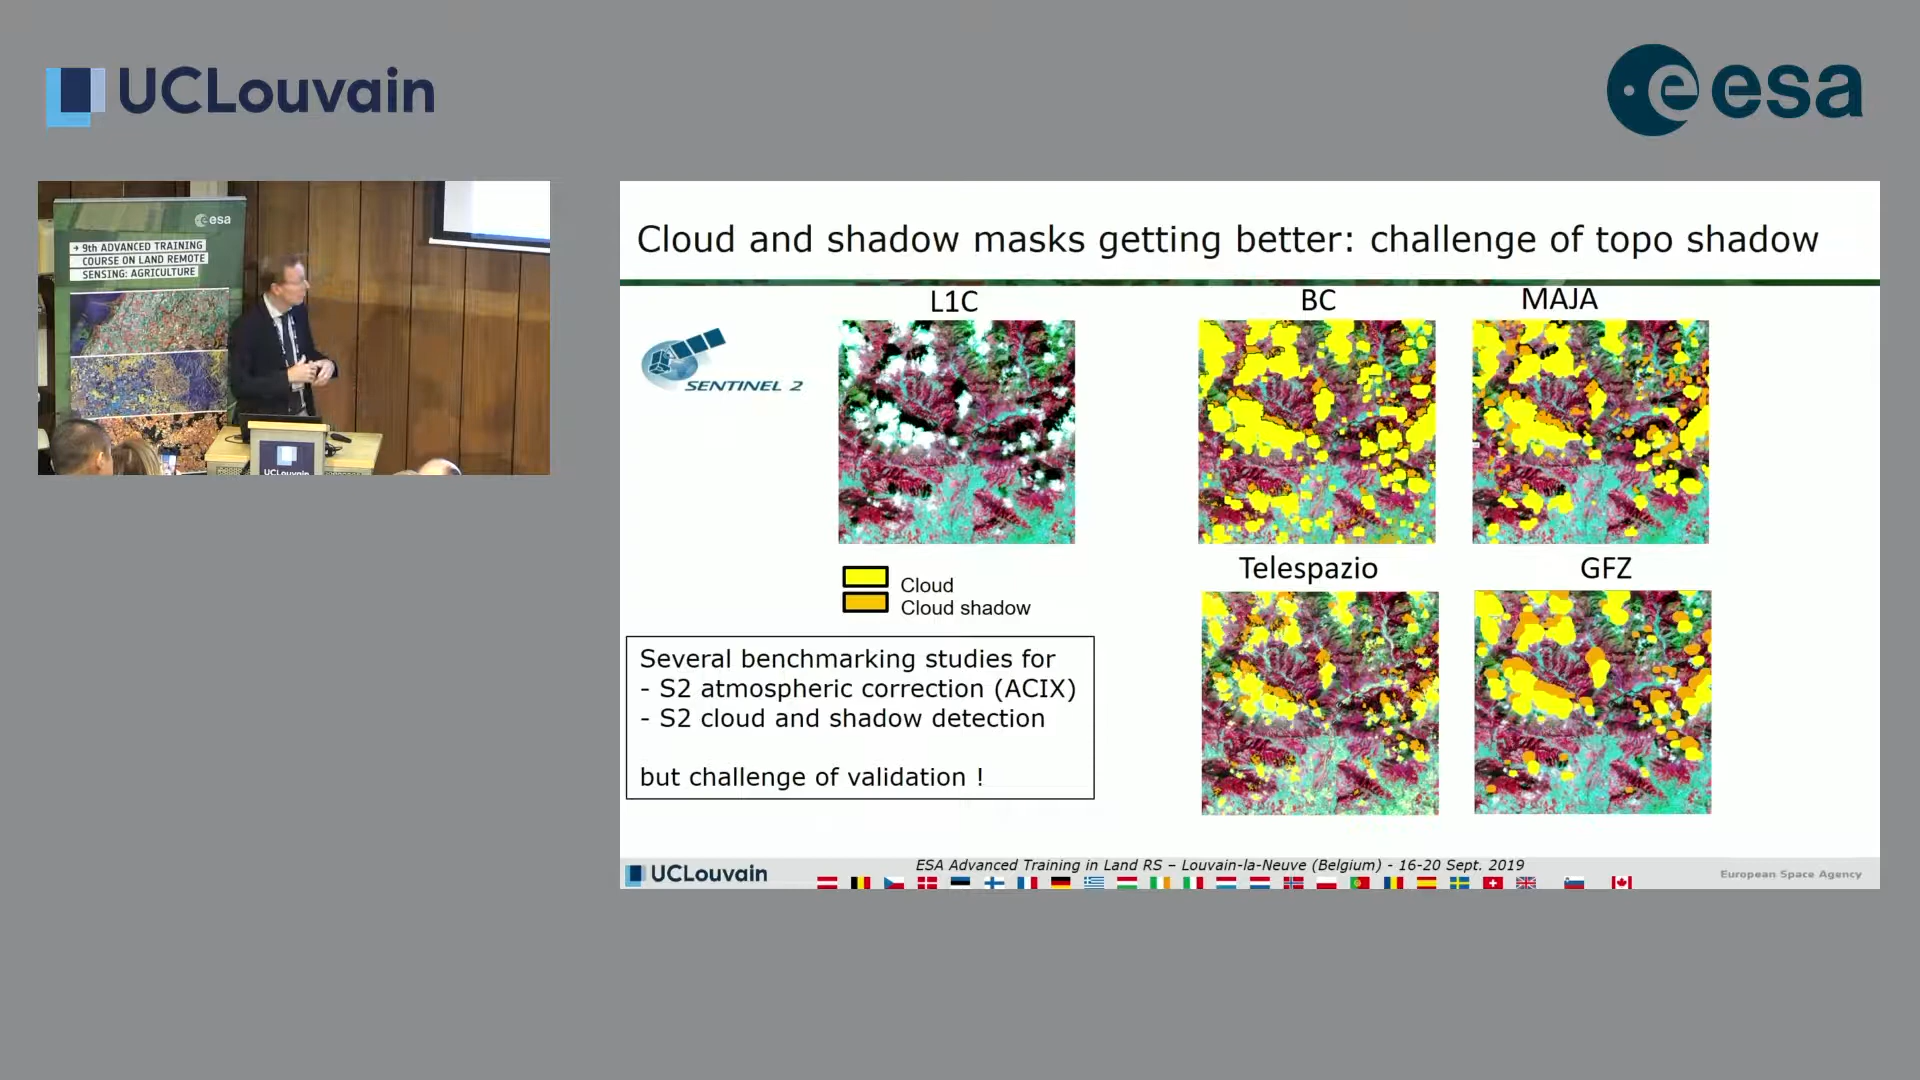 UCLouvain
esa
esa
→ 9th ADVANCED TRAINING
COURSE ON LAND REMOTE
SENSING: AGRICULTURE
UCLouvain
Cloud and shadow masks getting better: challenge of topo shadow
SENTINEL 2
L1C
BC
MAJA
Cloud
Cloud shadow
Telespazio
GFZ
Several benchmarking studies for
- S2 atmospheric correction (ACIX)
- S2 cloud and shadow detection
but challenge of validation !
UCLouvain
ESA Advanced Training in Land RS – Louvain-la-Neuve (Belgium) - 16-20 Sept. 2019
European Space Agency